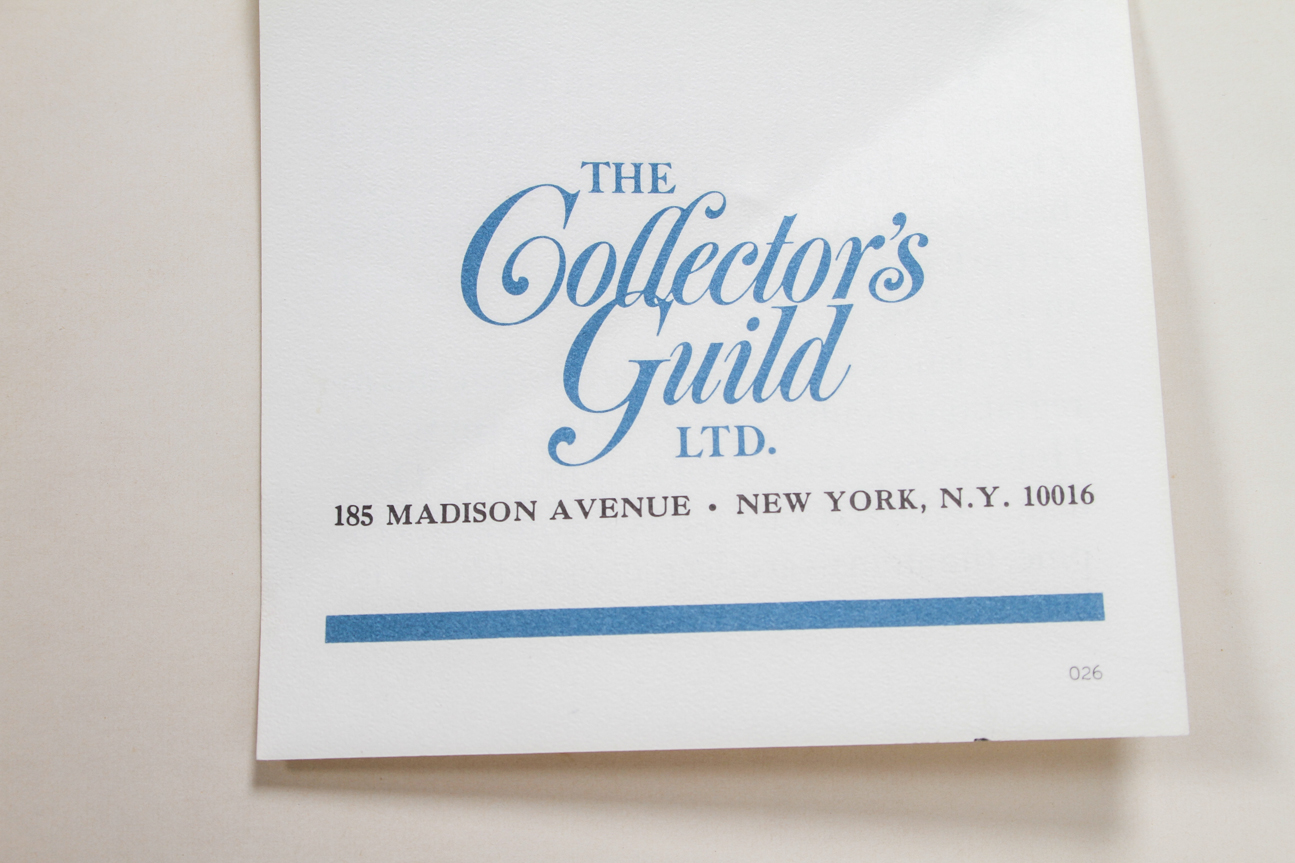 THE
Collector's
Guild
LTD.
185 MADISON AVENUE • NEW YORK, N.Y. 10016
026